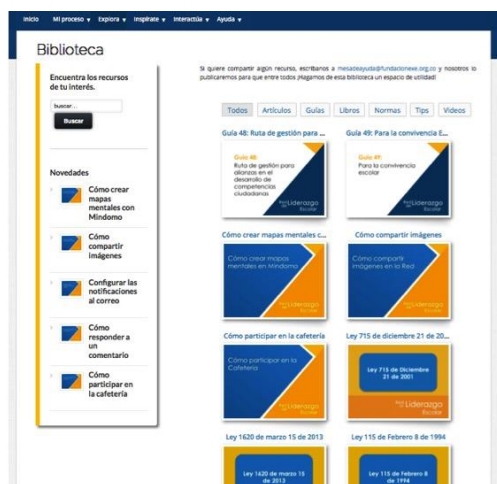 Inicio Mi proceso Explora Inspírate Interactúa Ayuda
Biblioteca
Encuentra los recursos
de tu interés.
buscar...
Buscar
Novedades
Cómo crear
mapas
mentales con
Mindomo
Cómo
compartir
imágenes
Configurar las
notificaciones
al correo
Cómo
responder a
un
comentario
Cómo
participar en
la cafetería
Si quiere compartir algún recurso, escríbanos a mesadeayuda@fundacionexe.org.co y nosotros lo
publicaremos para que entre todos ¡Hagamos de esta biblioteca un espacio de utilidad!
Todos Artículos Guías Libros Normas Tips Videos
Guía 48: Ruta de gestión para ...
Guía 48:
Ruta de gestión para
alianzas en el
desarrollo de
competencias
ciudadanas
Liderazgo
Escolar
Guía 49: Para la convivencia E...
Guía 49:
Para la convivencia
escolar
Liderazgo
Escolar
Cómo crear mapas mentales c...
Cómo crear mapas
mentales en Mindomo
Liderazgo
Escolar
Cómo compartir imágenes
Cómo compartir
imágenes en la Red
Liderazgo
Escolar
Cómo participar en la cafetería
Cómo participar en la
Cafetería
Liderazgo
Escolar
Ley 715 de diciembre 21 de 20...
Ley 715 de Diciembre
21 de 2001
Liderazgo
Escolar
Ley 1620 de marzo 15 de 2013
Ley 1620 de marzo 15
de 2013
Ley 115 de Febrero 8 de 1994
Ley 115 de Febrero 8
de 1994